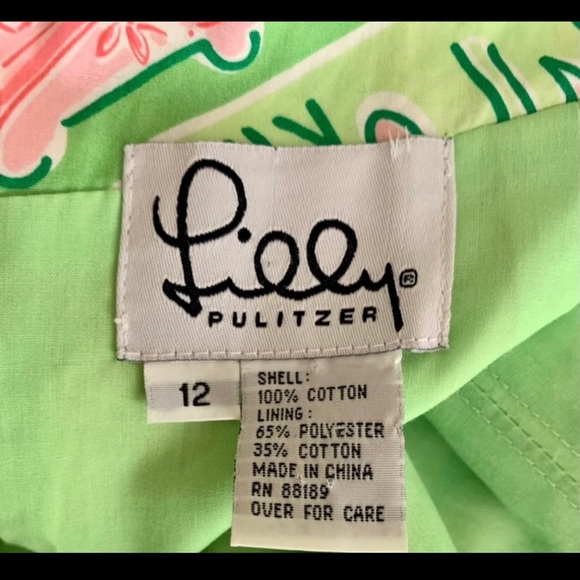 Lilly®
PULITZER
12
SHELL:
100% COTTON
LINING:
65% POLYESTER
35% COTTON
MADE IN CHINA
RN 88189
OVER FOR CARE